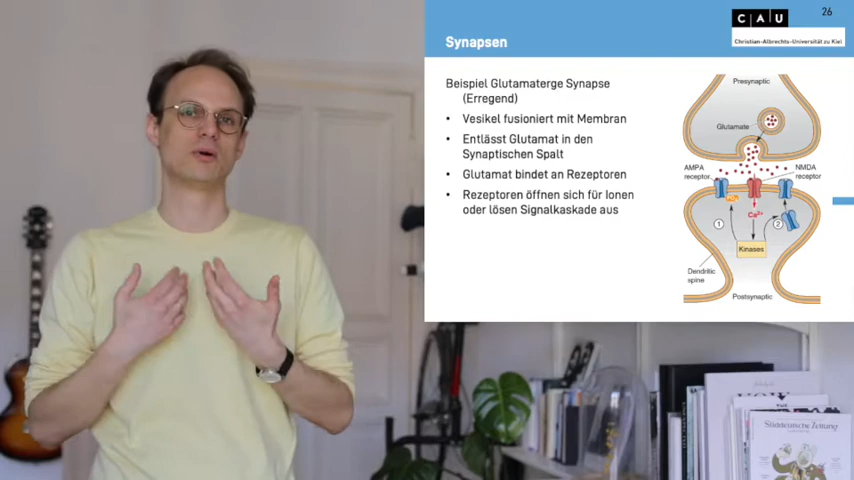 26
C A U
Christian-Albrechts-Universität zu Kiel
Synapsen
Beispiel Glutamaterge Synapse
(Erregend)
• Vesikel fusioniert mit Membran
• Entlässt Glutamat in den
Synaptischen Spalt
• Glutamat bindet an Rezeptoren
• Rezeptoren öffnen sich für Ionen
oder lösen Signalkaskade aus
Presynaptic
Glutamate
AMPA
receptor
NMDA
receptor
Ca2+
1
2
Kinases
Dendritic
spine
Postsynaptic
Süddeutsche Zeitung